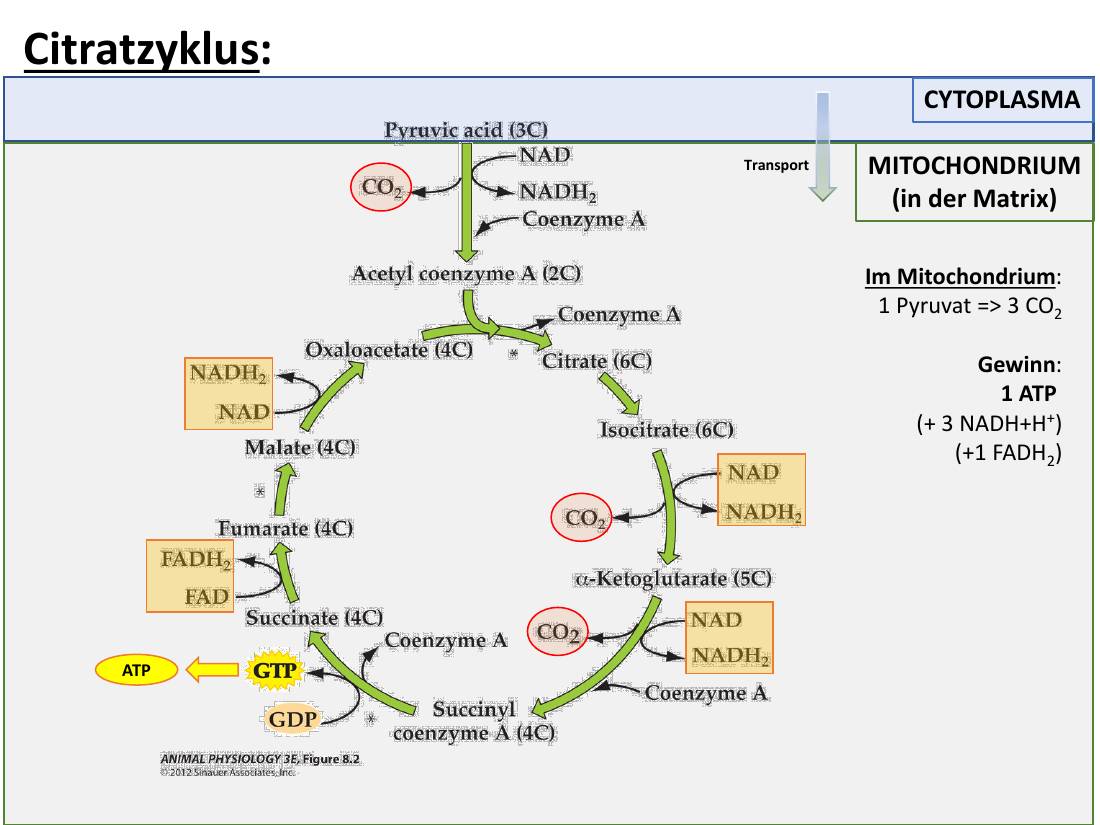 Citratzyklus:
CYTOPLASMA
Pyruvic acid (3C)
Transport
MITOCHONDRIUM
(in der Matrix)
NAD
CO2
NADH2
Coenzyme A
Acetyl coenzyme A (2C)
Im Mitochondrium:
1 Pyruvat => 3 CO2
Gewinn:
1 ATP
(+ 3 NADH+H+)
(+1 FADH2)
Coenzyme A
Oxaloacetate (4C)
*
Citrate (6C)
NADH2
NAD
Isocitrate (6C)
Malate (4C)
NAD
*
CO2
NADH2
Fumarate (4C)
FADH2
FAD
α-Ketoglutarate (5C)
Succinate (4C)
NAD
CO2
NADH2
Coenzyme A
ATP
GTP
Coenzyme A
GDP
*
Succinyl
coenzyme A (4C)
ANIMAL PHYSIOLOGY 3E, Figure 8.2
© 2012 Sinauer Associates, Inc.